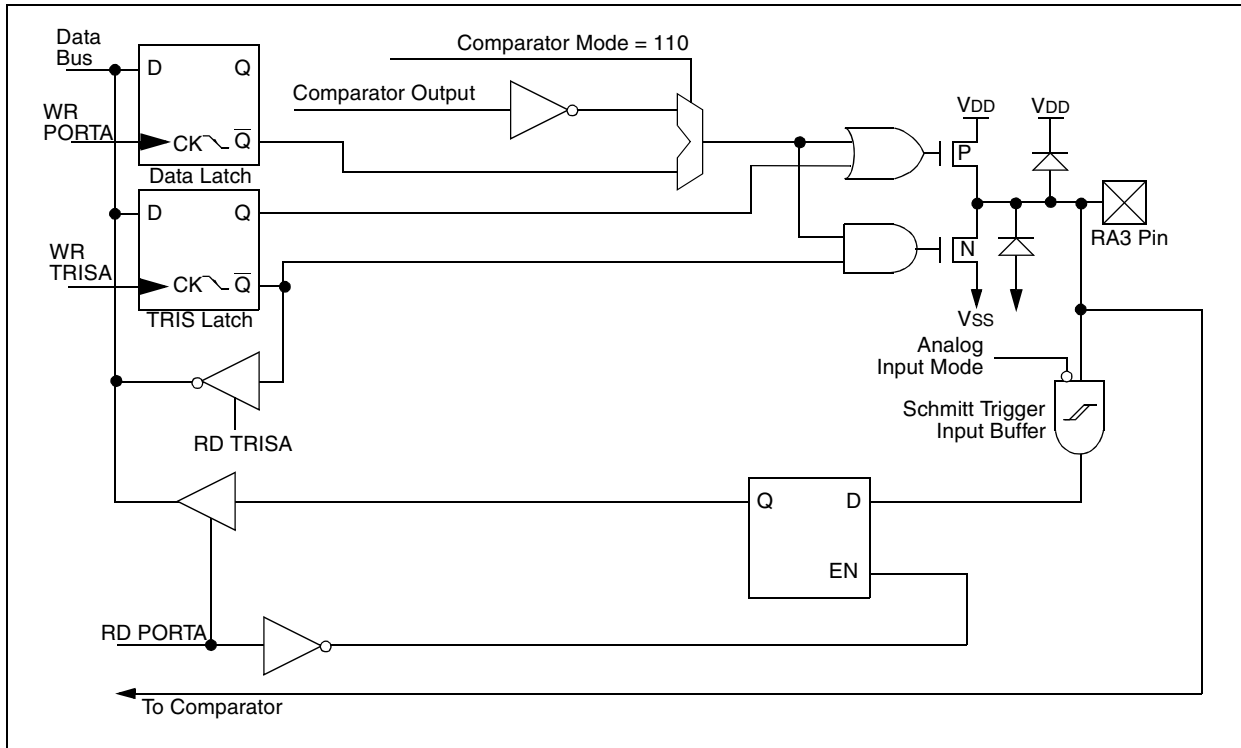 Data
Bus
D
Q
WR
PORTA
CK
Q̅
Data Latch
Comparator Mode = 110
Comparator Output
VDD
VDD
P
RA3 Pin
D
Q
WR
TRISA
CK
Q̅
TRIS Latch
N
VSS
Analog
Input Mode
Schmitt Trigger
Input Buffer
RD TRISA
Q
D
EN
RD PORTA
To Comparator